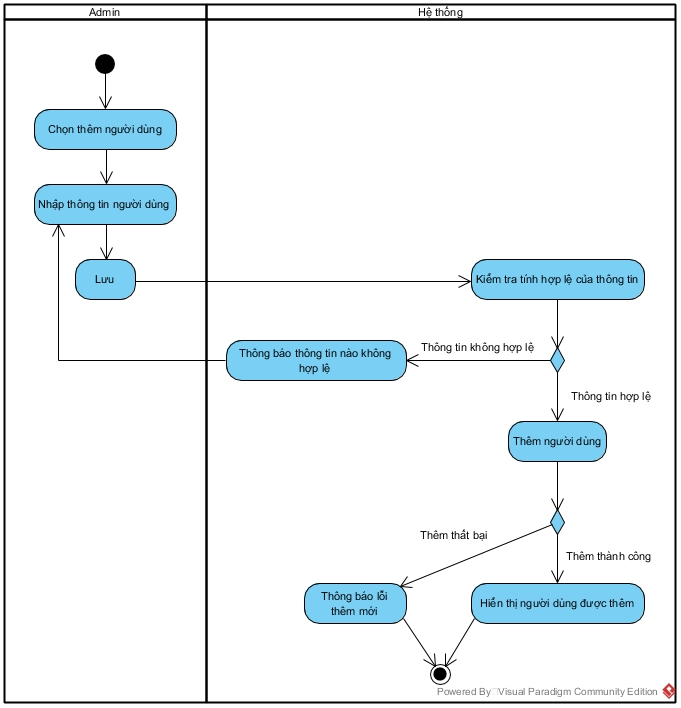 Admin
Hệ thống
Chọn thêm người dùng
Nhập thông tin người dùng
Lưu
Kiểm tra tính hợp lệ của thông tin
Thông tin không hợp lệ
Thông báo thông tin nào không
hợp lệ
Thông tin hợp lệ
Thêm người dùng
Thêm thất bại
Thêm thành công
Thông báo lỗi
thêm mới
Hiển thị người dùng được thêm
Powered By Visual Paradigm Community Edition